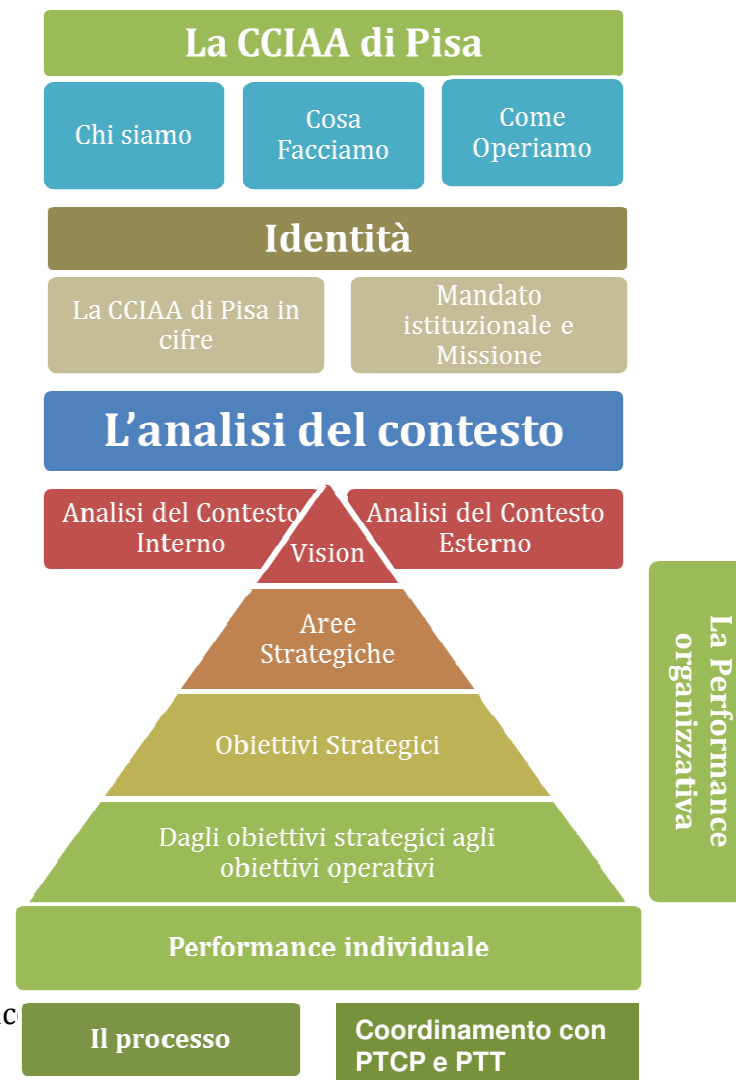 La CCIAA di Pisa
Chi siamo
Cosa
Facciamo
Come
Operiamo
Identità
La CCIAA di Pisa in
cifre
Mandato
istituzionale e
Missione
L’analisi del contesto
Analisi del Contesto
Interno
Vision
Analisi del Contesto
Esterno
Aree
Strategiche
Obiettivi Strategici
Dagli obiettivi strategici agli
obiettivi operativi
La Performance
organizzativa
Performance individuale
Il processo
Coordinamento con
PTCP e PTT